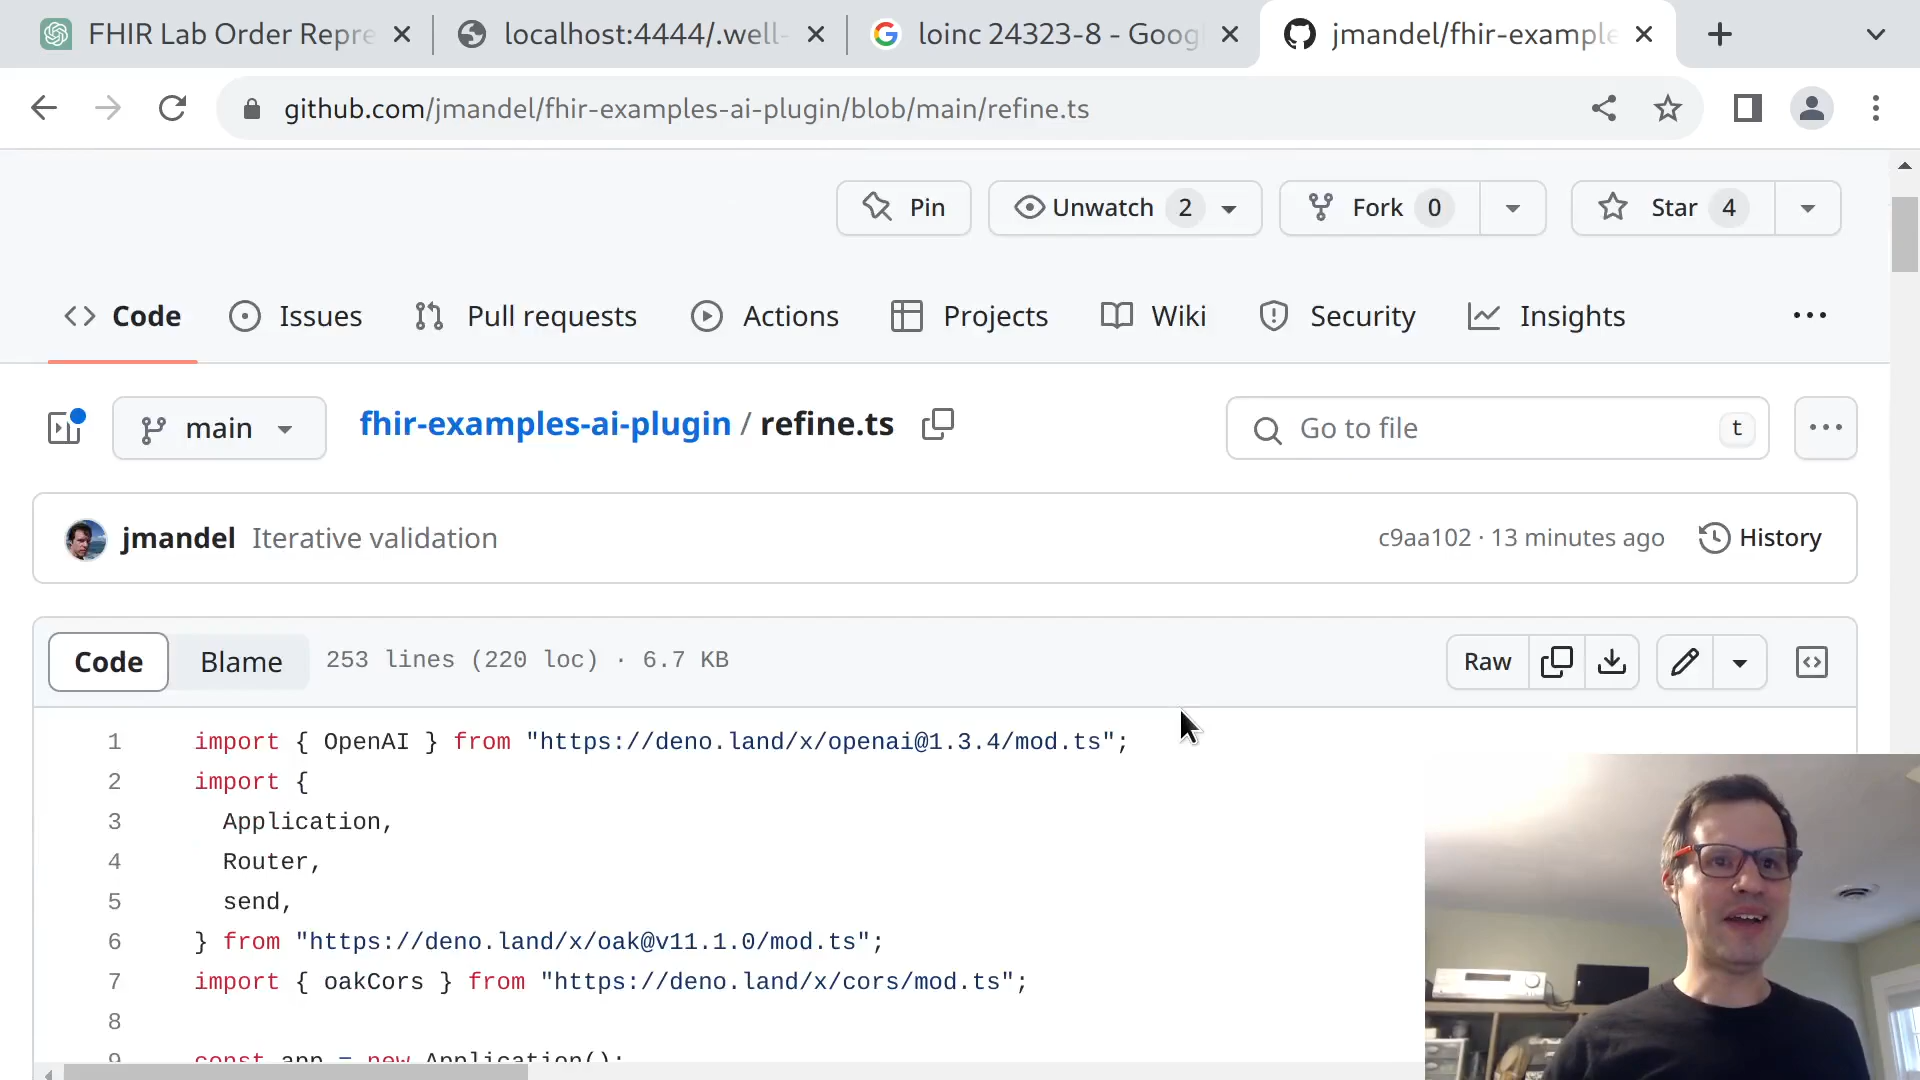 FHIR Lab Order Repre
localhost:4444/.well-
loinc 24323-8 - Goog
jmandel/fhir-example
github.com/jmandel/fhir-examples-ai-plugin/blob/main/refine.ts
Pin
Unwatch 2
Fork 0
Star 4
Code
Issues
Pull requests
Actions
Projects
Wiki
Security
Insights
main
fhir-examples-ai-plugin / refine.ts
Go to file
t
jmandel Iterative validation
c9aa102 · 13 minutes ago
History
Code
Blame
253 lines (220 loc) · 6.7 KB
Raw
1 import { OpenAI } from "https://deno.land/x/openai@1.3.4/mod.ts";
2 import {
3 Application,
4 Router,
5 send,
6 } from "https://deno.land/x/oak@v11.1.0/mod.ts";
7 import { oakCors } from "https://deno.land/x/cors/mod.ts";
8
9 const app = new Application();